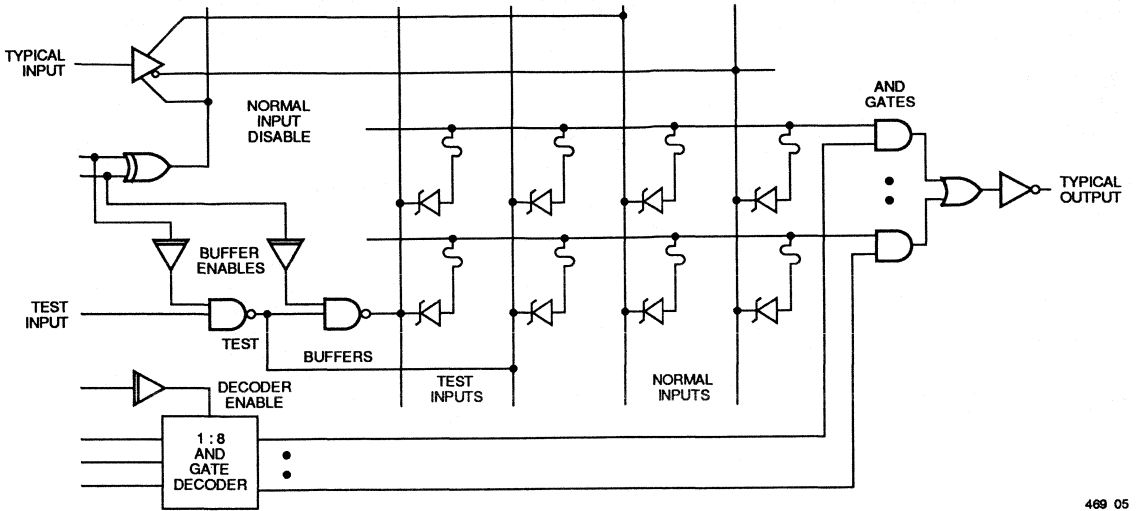 TYPICAL
INPUT
NORMAL
INPUT
DISABLE
AND
GATES
TYPICAL
OUTPUT
BUFFER
ENABLES
TEST
INPUT
TEST
BUFFERS
TEST
INPUTS
NORMAL
INPUTS
DECODER
ENABLE
1 : 8
AND
GATE
DECODER
469 05